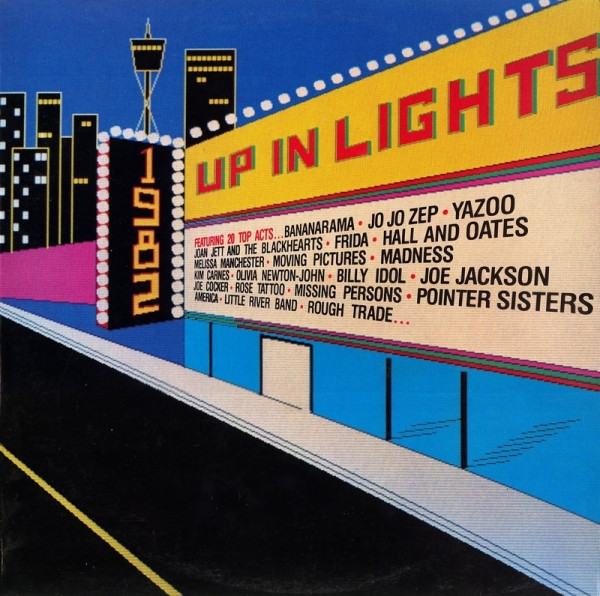 1982
UP IN LIGHTS
FEATURING 20 TOP ACTS...BANANARAMA • JO JO ZEP • YAZOO
JOAN JETT AND THE BLACKHEARTS • FRIDA • HALL AND OATES
MELISSA MANCHESTER • MOVING PICTURES • MADNESS
KIM CARNES • OLIVIA NEWTON-JOHN • BILLY IDOL • JOE JACKSON
JOE COCKER • ROSE TATTOO • MISSING PERSONS • POINTER SISTERS
AMERICA • LITTLE RIVER BAND • ROUGH TRADE...